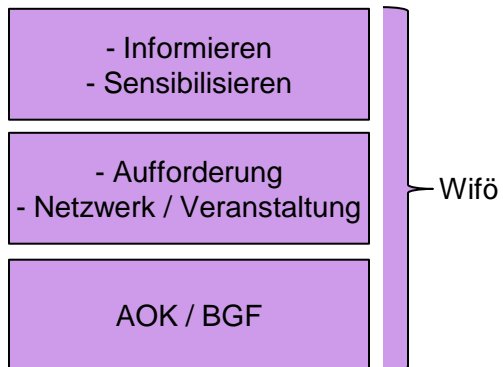 - Informieren
- Sensibilisieren
- Aufforderung
- Netzwerk / Veranstaltung
Wifö
AOK / BGF